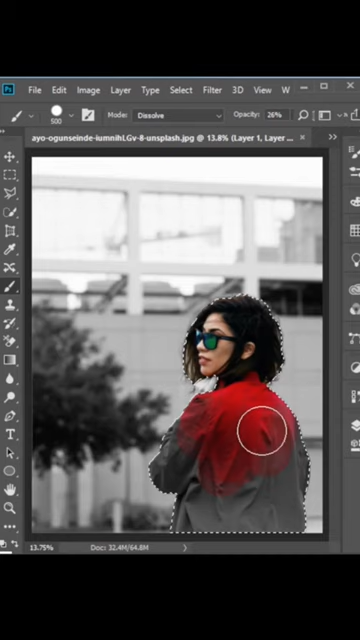 Ps File Edit Image Layer Type Select Filter 3D View W
500 Mode: Dissolve Opacity: 26%
ayo-ogunseinde-iumnihLGv-8-unsplash.jpg @ 13.8% (Layer 1, Layer ...
T
13.75% Doc: 32.4M/64.8M